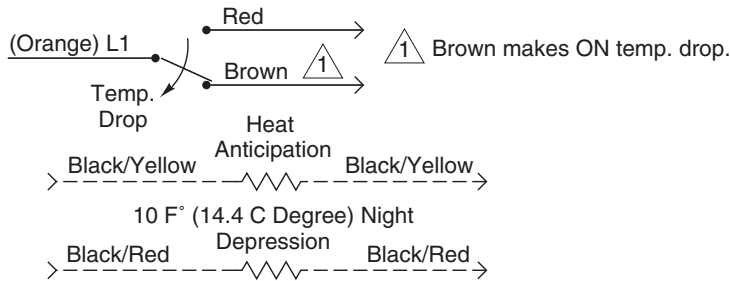 Red
(Orange) L1
1
1 Brown makes ON temp. drop.
Brown
Temp.
Drop
Heat
Anticipation
Black/Yellow
Black/Yellow
10 F° (14.4 C Degree) Night
Depression
Black/Red
Black/Red